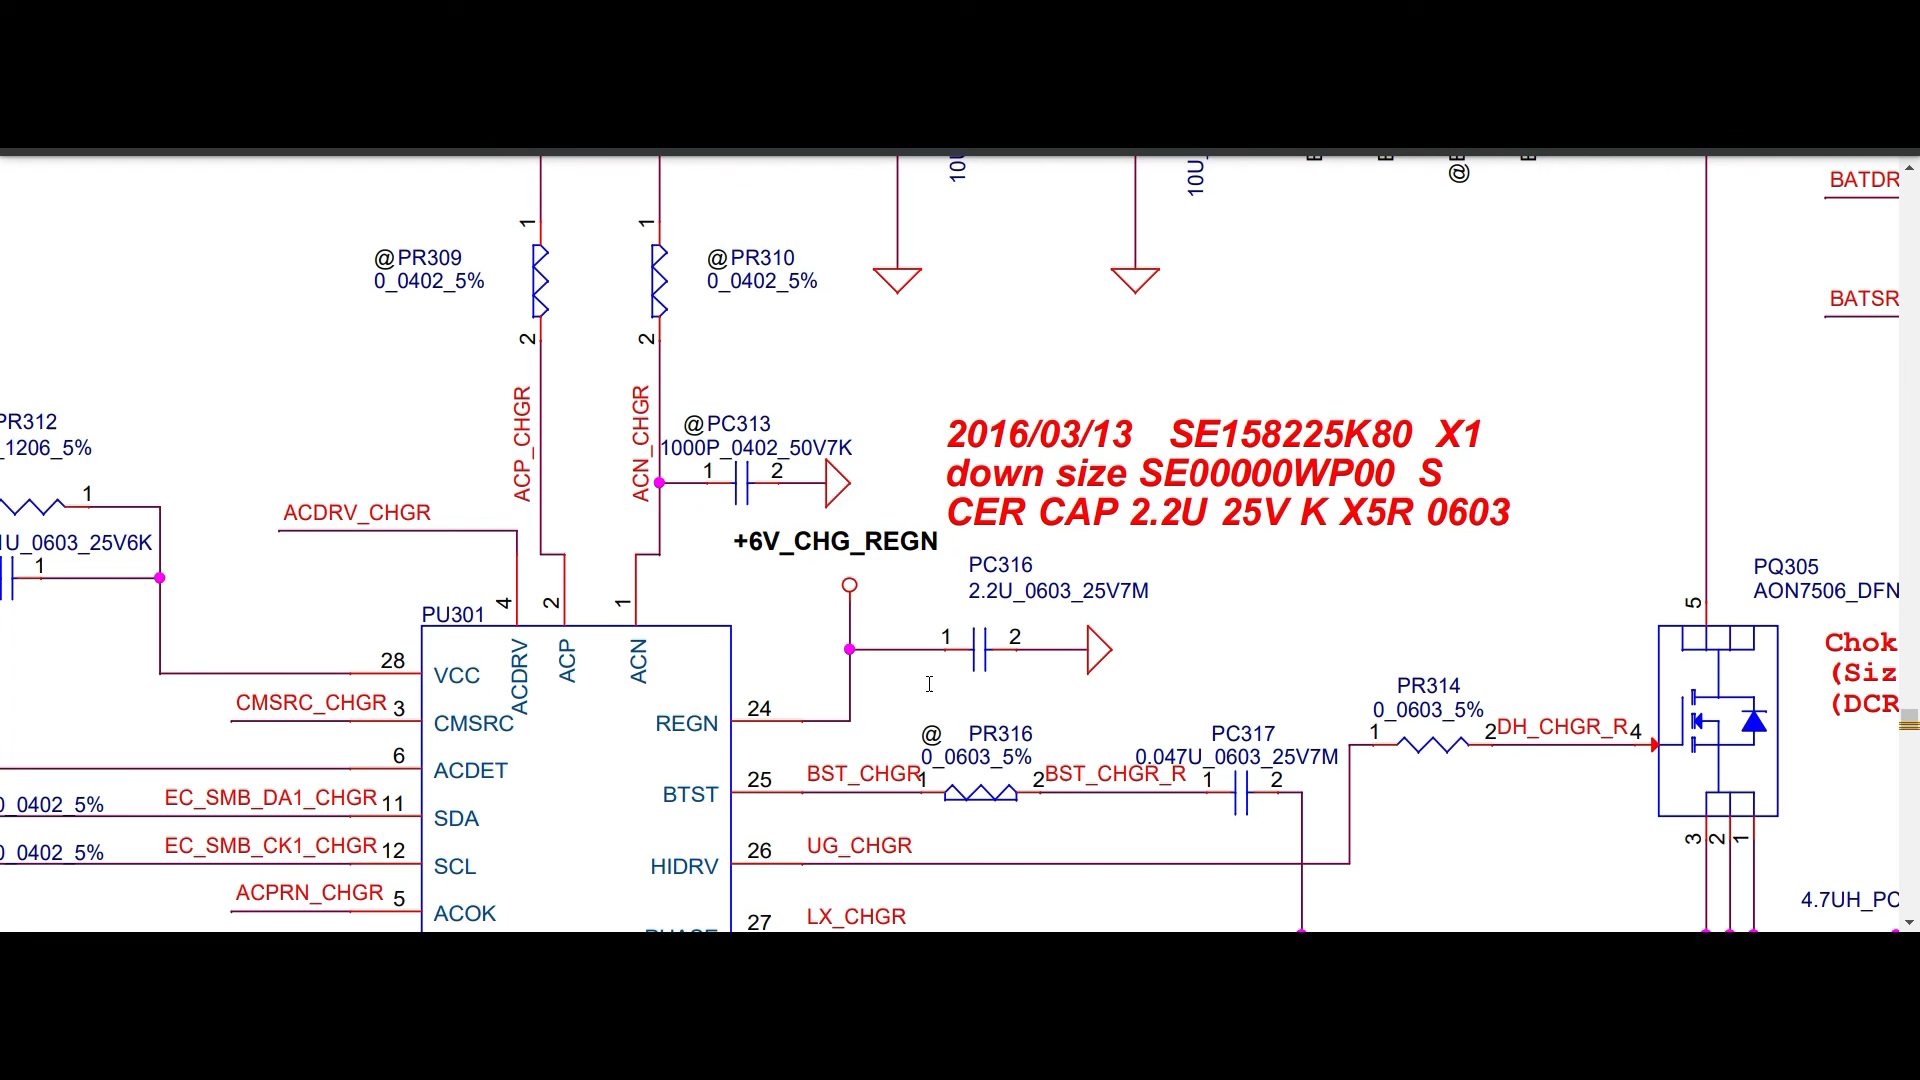 10U_
10U_
@E
BATDR
1
1
@PR309
0_0402_5%
@PR310
0_0402_5%
BATSR
2
2
ACP_CHGR
ACN_CHGR
PR312
_1206_5%
@PC313
1000P_0402_50V7K
1
2
2016/03/13 SE158225K80 X1
down size SE00000WP00 S
CER CAP 2.2U 25V K X5R 0603
1
ACDRV_CHGR
1U_0603_25V6K
1
+6V_CHG_REGN
PC316
2.2U_0603_25V7M
1
2
PQ305
AON7506_DFN
5
4
2
1
PU301
ACDRV
ACP
ACN
28
VCC
CMSRC_CHGR
3
CMSRC
24
REGN
Chok
(Siz
(DCR
PR314
0_0603_5%
1
2
DH_CHGR_R
4
@
PR316
0_0603_5%
PC317
0.047U_0603_25V7M
6
ACDET
25
BTST
BST_CHGR
1
2
BST_CHGR_R
1
2
0_0402_5%
EC_SMB_DA1_CHGR
11
SDA
0_0402_5%
EC_SMB_CK1_CHGR
12
SCL
26
HIDRV
UG_CHGR
3
2
1
ACPRN_CHGR
5
ACOK
27
LX_CHGR
4.7UH_PC